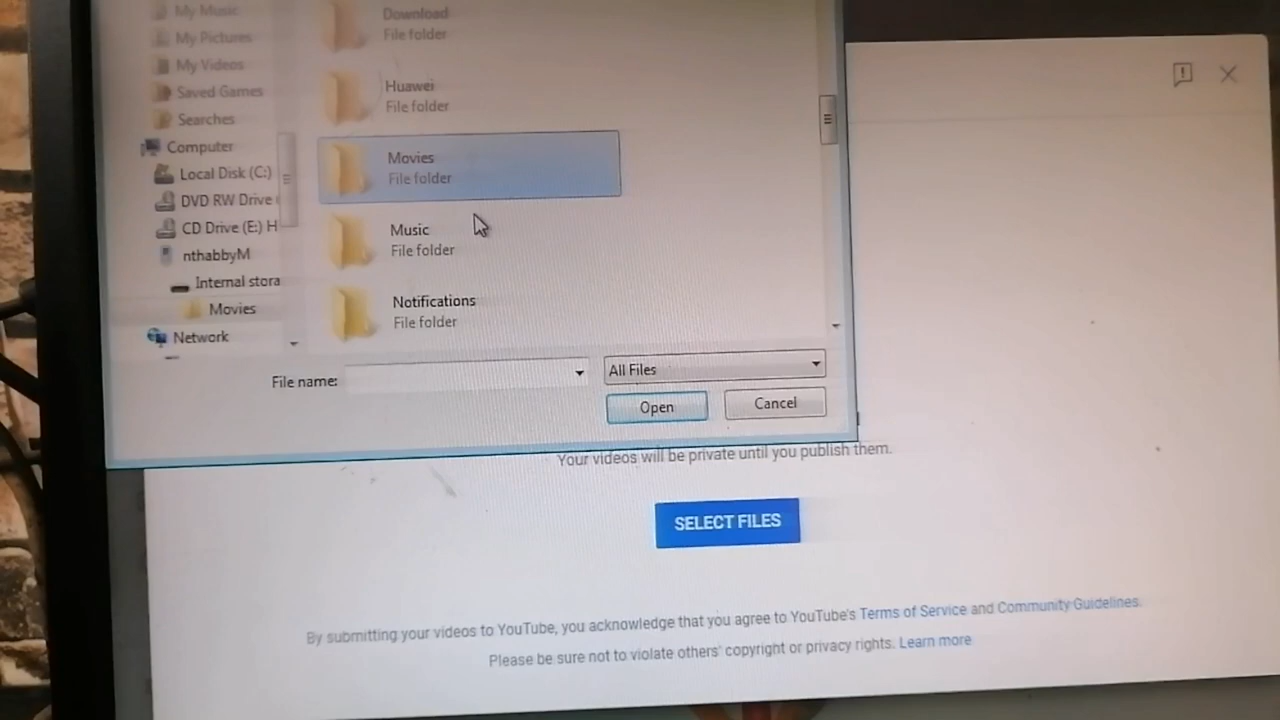 My Music
My Pictures
My Videos
Saved Games
Searches
Computer
Local Disk (C:)
DVD RW Drive
CD Drive (E:) H
nthabbyM
Internal stora
Movies
Network
Download
File folder
Huawei
File folder
Movies
File folder
Music
File folder
Notifications
File folder
File name:
All Files
Open
Cancel
Your videos will be private until you publish them.
SELECT FILES
By submitting your videos to YouTube, you acknowledge that you agree to YouTube's Terms of Service and Community Guidelines.
Please be sure not to violate others' copyright or privacy rights. Learn more